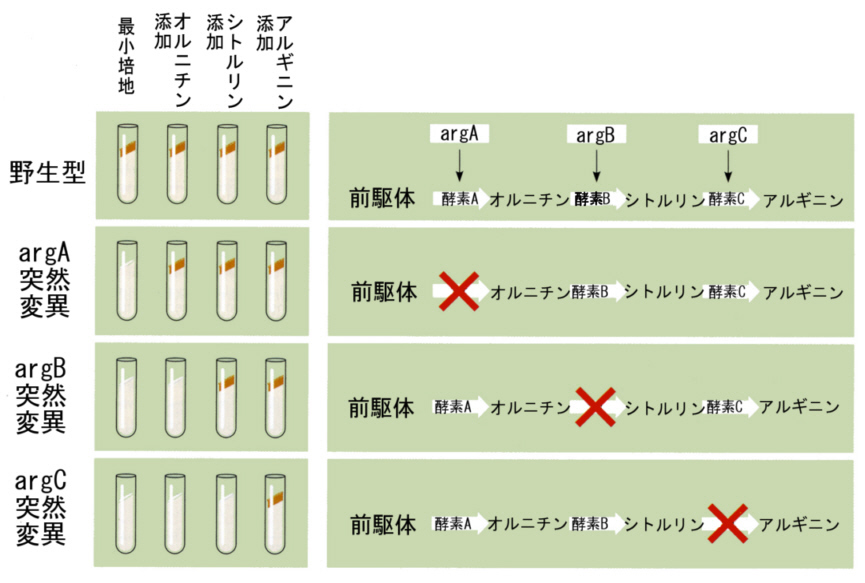 最小培地
オルニチン添加
シトルリン添加
アルギニン添加
野生型
argA
argB
argC
前駆体 酵素A オルニチン 酵素B シトルリン 酵素C アルギニン
argA
突然
変異
前駆体 オルニチン 酵素B シトルリン 酵素C アルギニン
argB
突然
変異
前駆体 酵素A オルニチン シトルリン 酵素C アルギニン
argC
突然
変異
前駆体 酵素A オルニチン 酵素B シトルリン アルギニン